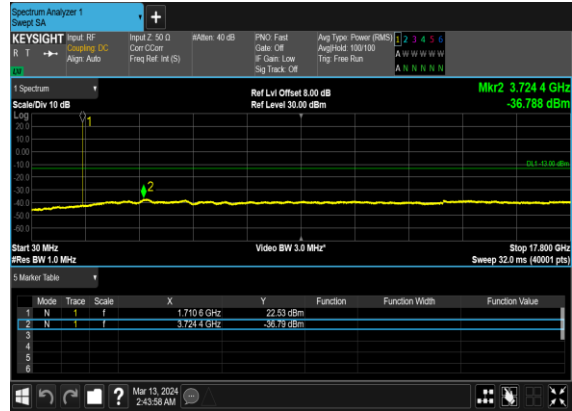 Spectrum Analyzer 1
Swept SA
+
KEYSIGHT Input: RF Input Z: 50 Ω #Atten: 40 dB PNO: Fast Avg Type: Power (RMS) 1 2 3 4 5 6
R T Coupling: DC Corr CCorr Gate: Off Avg|Hold: 100/100 A W W W W W
Align: Auto Freq Ref: Int (S) IF Gain: Low Trig: Free Run
LW Sig Track: Off A N N N N N
1 Spectrum Ref Lvl Offset 8.00 dB Mkr2 3.724 4 GHz
Scale/Div 10 dB Ref Level 30.00 dBm -36.788 dBm
Log
1
20.0
10.0
0.00
-10.0 DL1 -13.00 dBm
-20.0
-30.0 2
-40.0
-50.0
-60.0
Start 30 MHz Video BW 3.0 MHz* Stop 17.800 GHz
#Res BW 1.0 MHz Sweep 32.0 ms (40001 pts)
5 Marker Table
Mode Trace Scale X Y Function Function Width Function Value
1 N 1 f 1.710 6 GHz 22.53 dBm
2 N 1 f 3.724 4 GHz -36.79 dBm
3
4
5
6
? Mar 13, 2024
2:43:58 AM